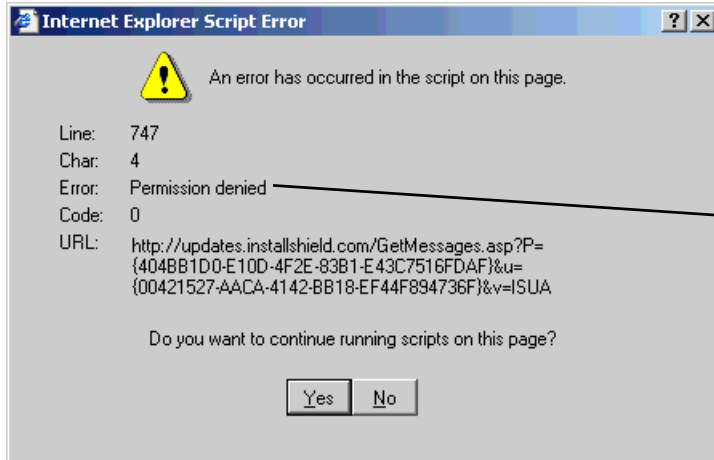 Internet Explorer Script Error
An error has occurred in the script on this page.
Line: 747
Char: 4
Error: Permission denied
Code: 0
URL: http://updates.installshield.com/GetMessages.asp?P=
{404BB1D0-E10D-4F2E-83B1-E43C7516FDAF}&u=
{00421527-AACA-4142-BB18-EF44F894736F}&v=ISUA
Do you want to continue running scripts on this page?
Yes No